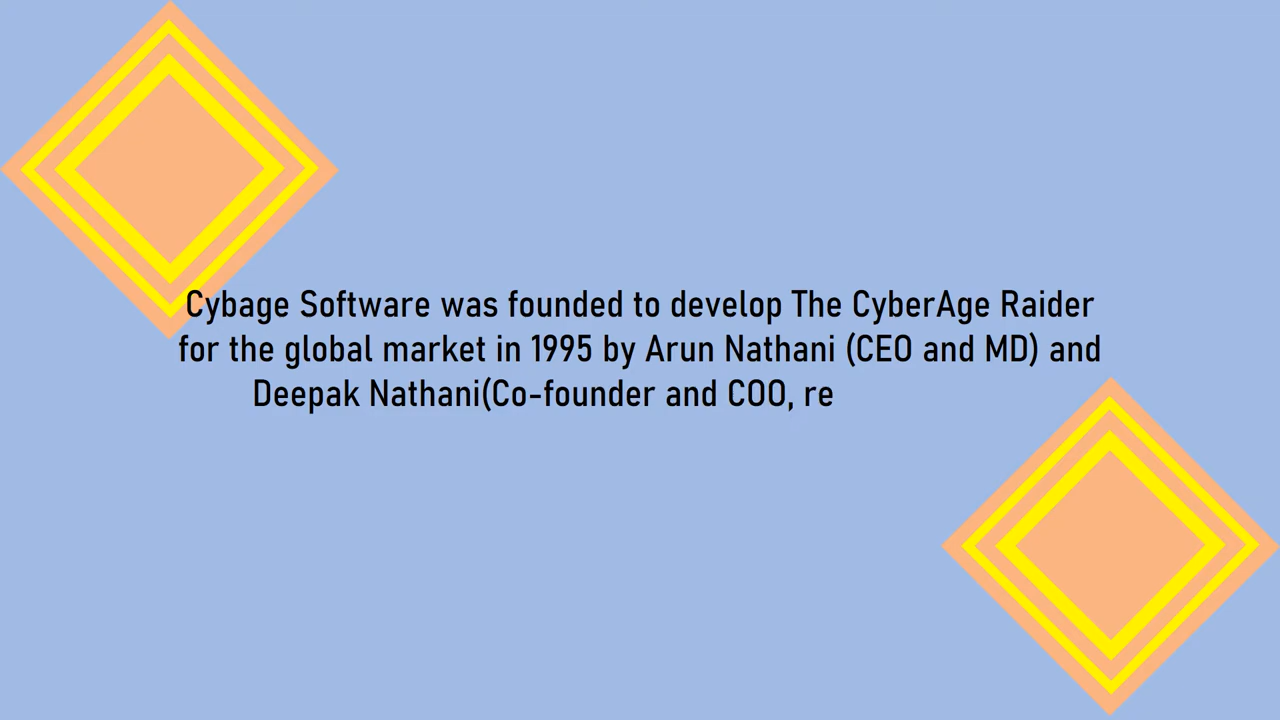 Cybage Software was founded to develop The CyberAge Raider
for the global market in 1995 by Arun Nathani (CEO and MD) and
Deepak Nathani(Co-founder and COO, re